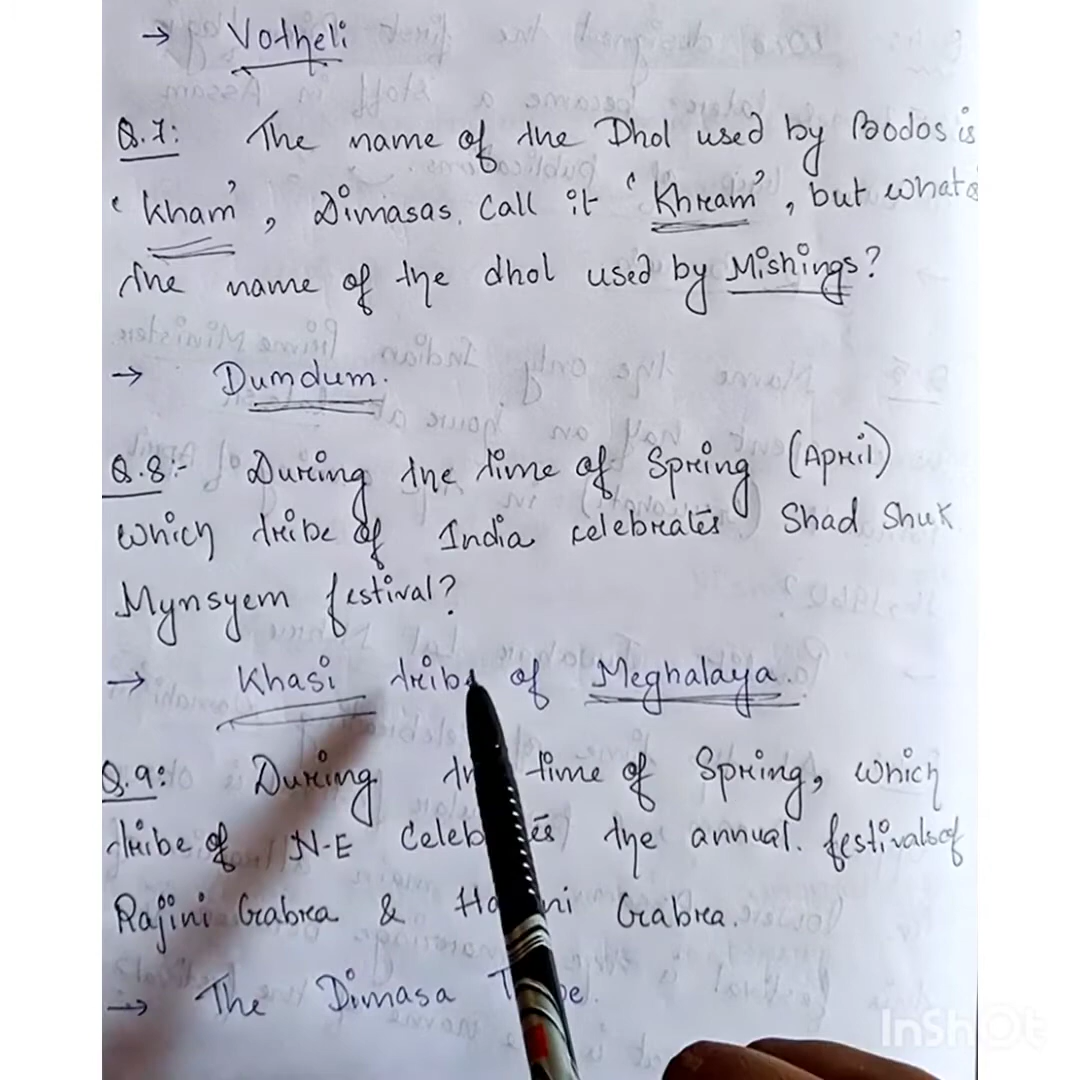 → Votheli
Q.7: The name of the Dhol used by Bodos is
‘Kham’, Dimasas. Call it ‘Khram’, but what
the name of the dhol used by Mishings?
→ Dumdum.
Q.8:- During the time of Spring (April)
which tribe of India celebrates Shad Shuk
Mynsyem festival?
→ Khasi tribe of Meghalaya.
Q.9: During time of Spring, which
tribe of N-E the annual. festivals of
Rajini Gabra & Gabra.
→ The Dimasa
InShOt